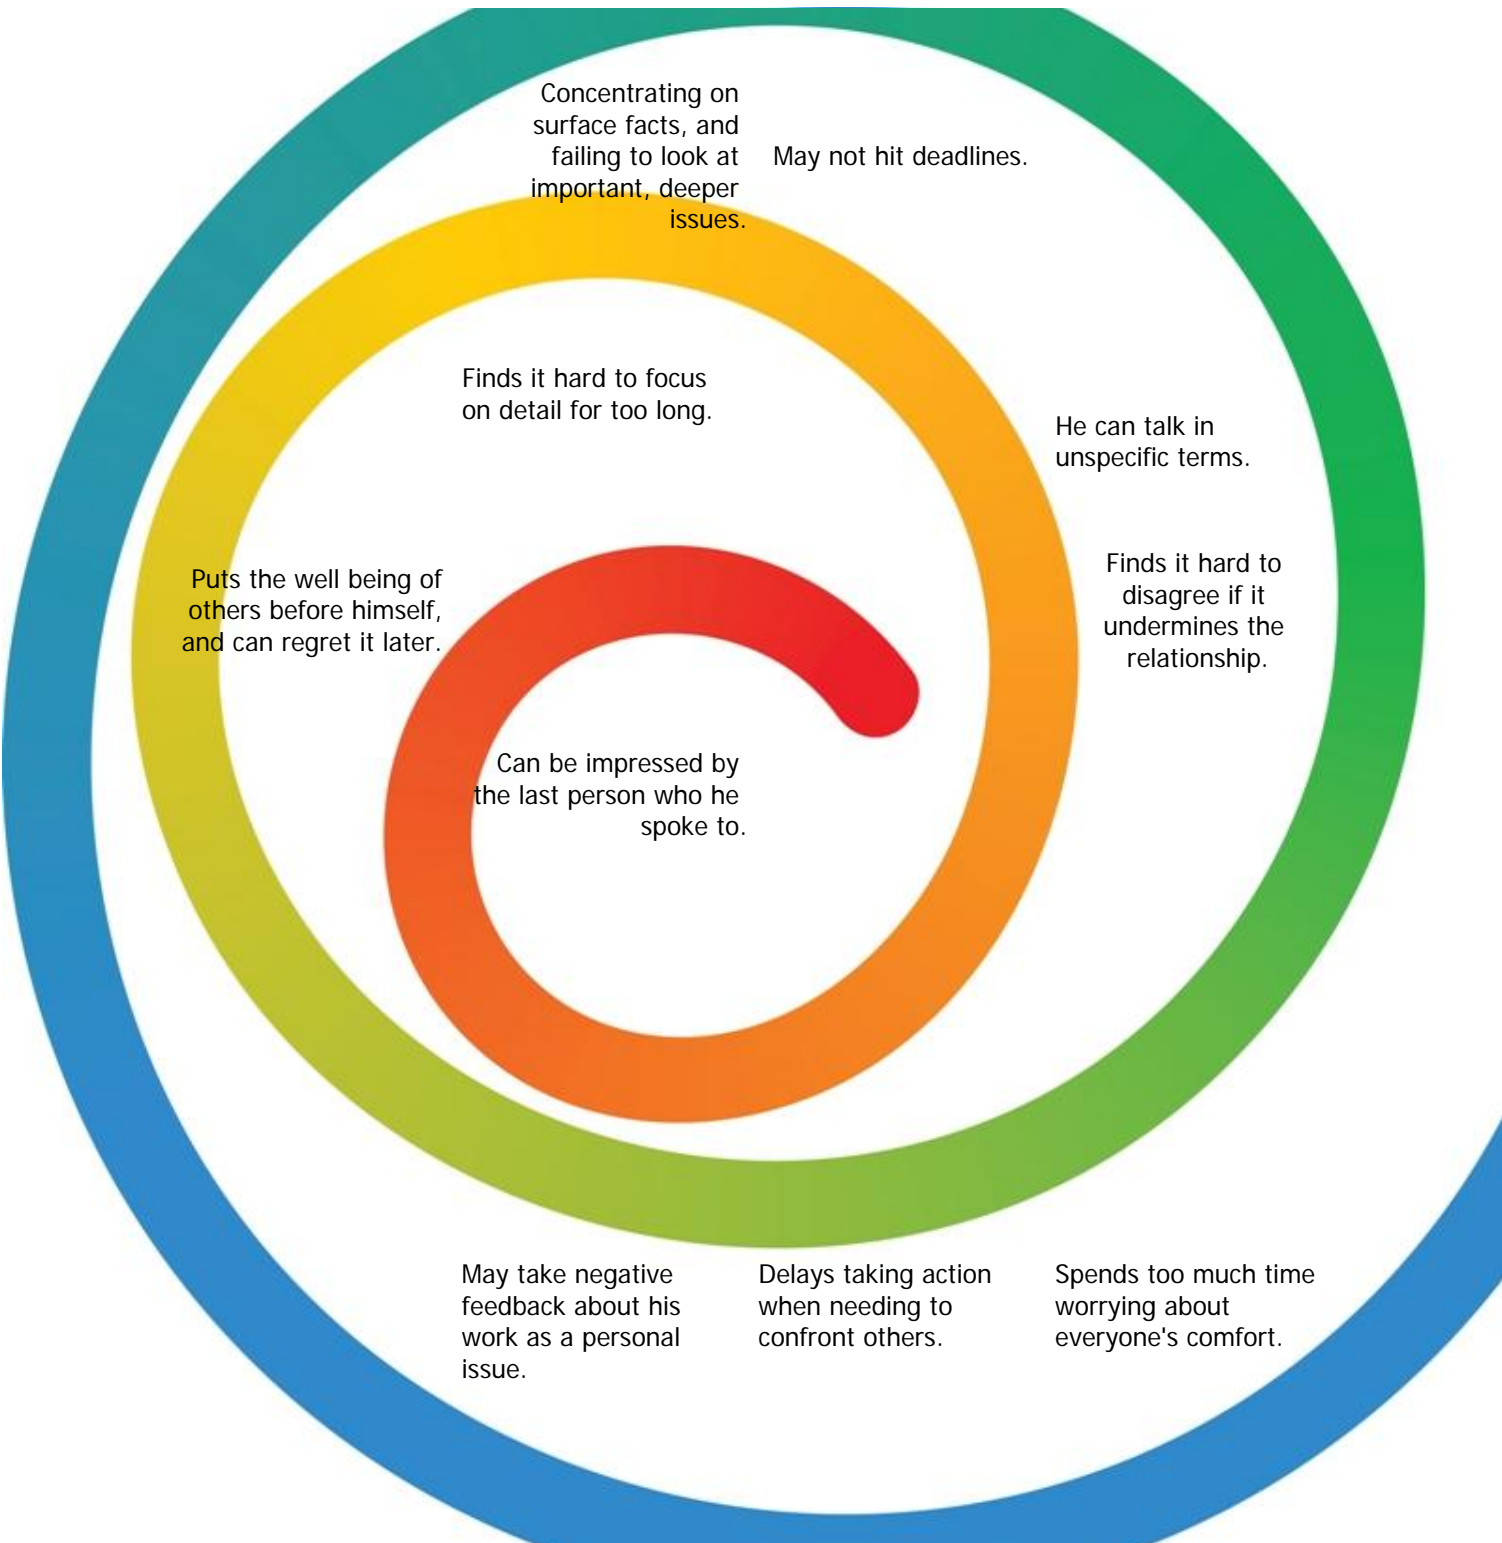 Concentrating on
surface facts, and
failing to look at
important, deeper
issues.
May not hit deadlines.
Finds it hard to focus
on detail for too long.
He can talk in
unspecific terms.
Finds it hard to
disagree if it
undermines the
relationship.
Puts the well being of
others before himself,
and can regret it later.
Can be impressed by
the last person who he
spoke to.
May take negative
feedback about his
work as a personal
issue.
Delays taking action
when needing to
confront others.
Spends too much time
worrying about
everyone's comfort.